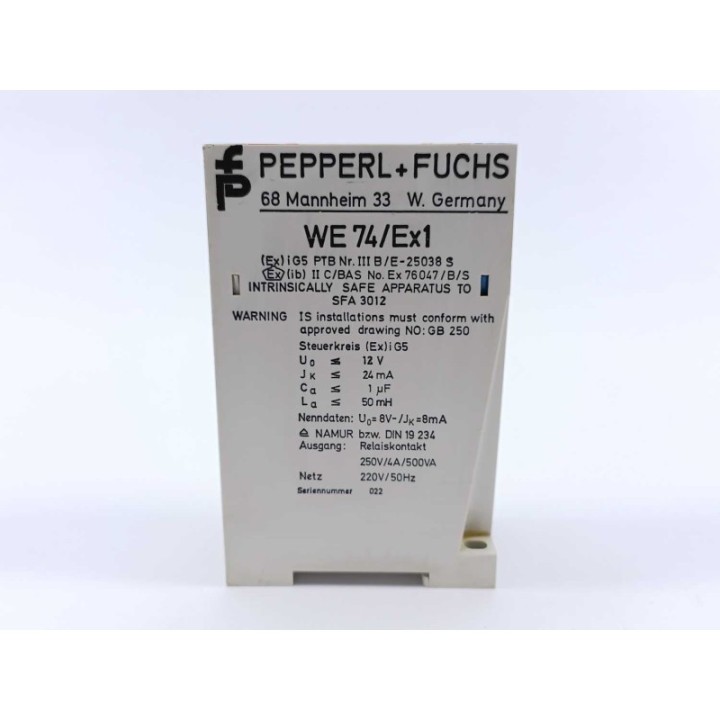 fp PEPPERL+FUCHS
68 Mannheim 33 W. Germany
WE 74/Ex1
(Ex) i G5 PTB Nr. III B/E-25038 S
Ex (ib) II C/BAS No. Ex 76047/B/S
INTRINSICALLY SAFE APPARATUS TO
SFA 3012
WARNING IS installations must conform with
approved drawing NO: GB 250
Steuerkreis (Ex) i G5
U₀ ≤ 12 V
Jₖ ≤ 24 mA
Cₐ ≤ 1 µF
Lₐ ≤ 50 mH
Nenndaten: U₀=8V-/Jₖ=8mA
≙ NAMUR bzw. DIN 19 234
Ausgang: Relaiskontakt
250V/4A/500VA
Netz 220V/50Hz
Seriennummer 022